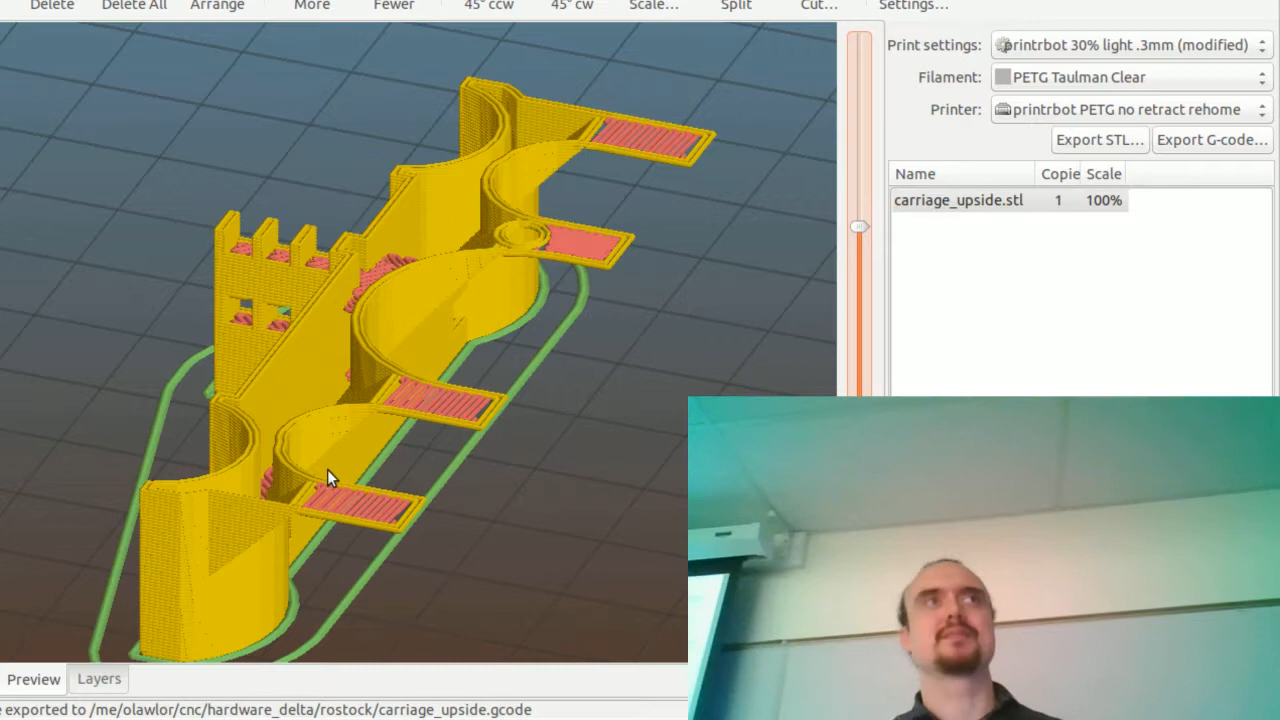 Delete Delete All Arrange More Fewer 45° ccw 45° cw Scale… Split Cut… Settings…
Print settings: printrbot 30% light .3mm (modified)
Filament: PETG Taulman Clear
Printer: printrbot PETG no retract rehome
Export STL… Export G-code…
Name Copie Scale
carriage_upside.stl 1 100%
Preview Layers
exported to /me/olawlor/cnc/hardware_delta/rostock/carriage_upside.gcode